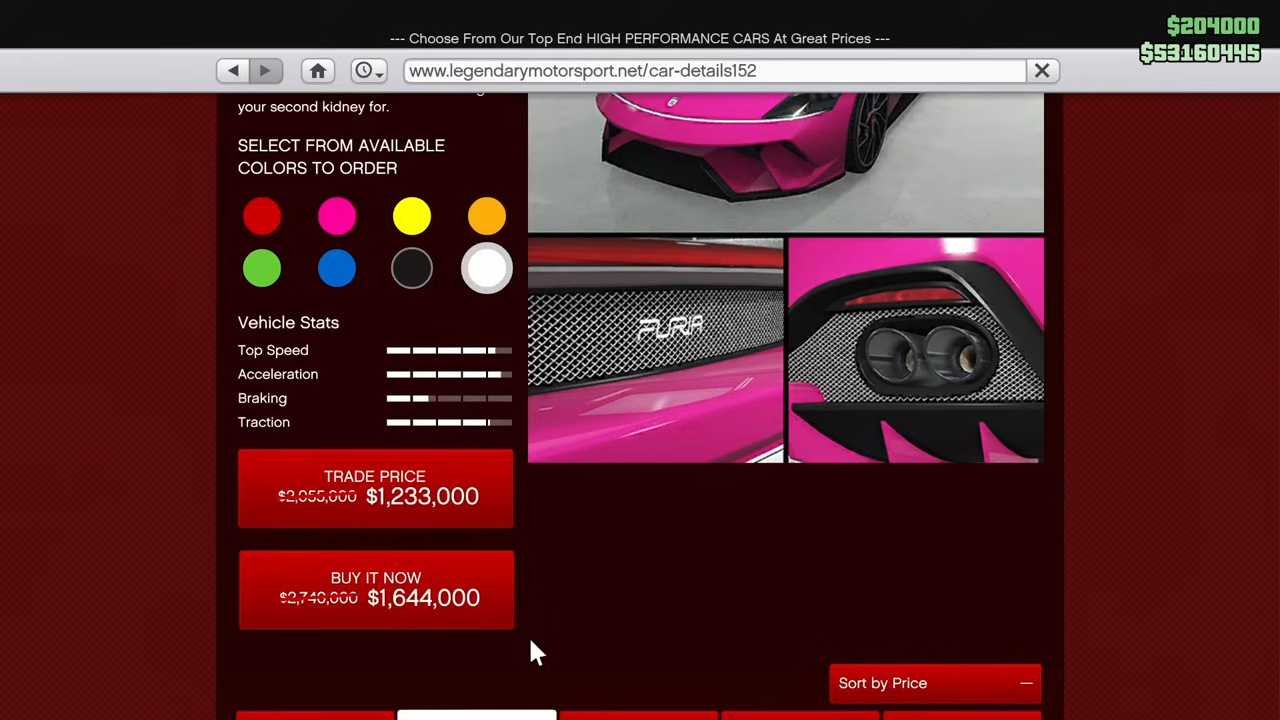 $204000
--- Choose From Our Top End HIGH PERFORMANCE CARS At Great Prices ---
$53160445
www.legendarymotorsport.net/car-details152
your second kidney for.
SELECT FROM AVAILABLE
COLORS TO ORDER
Vehicle Stats
Top Speed
Acceleration
Braking
Traction
FURIA
TRADE PRICE
$2,055,000 $1,233,000
BUY IT NOW
$2,740,000 $1,644,000
Sort by Price